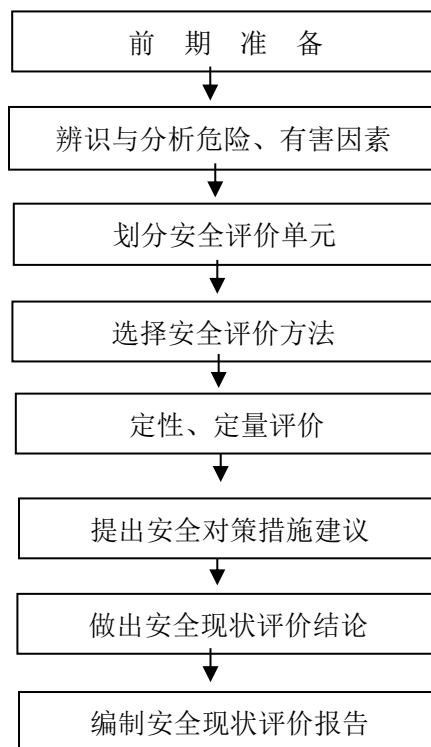 前 期 准 备
辨识与分析危险、有害因素
划分安全评价单元
选择安全评价方法
定性、定量评价
提出安全对策措施建议
做出安全现状评价结论
编制安全现状评价报告